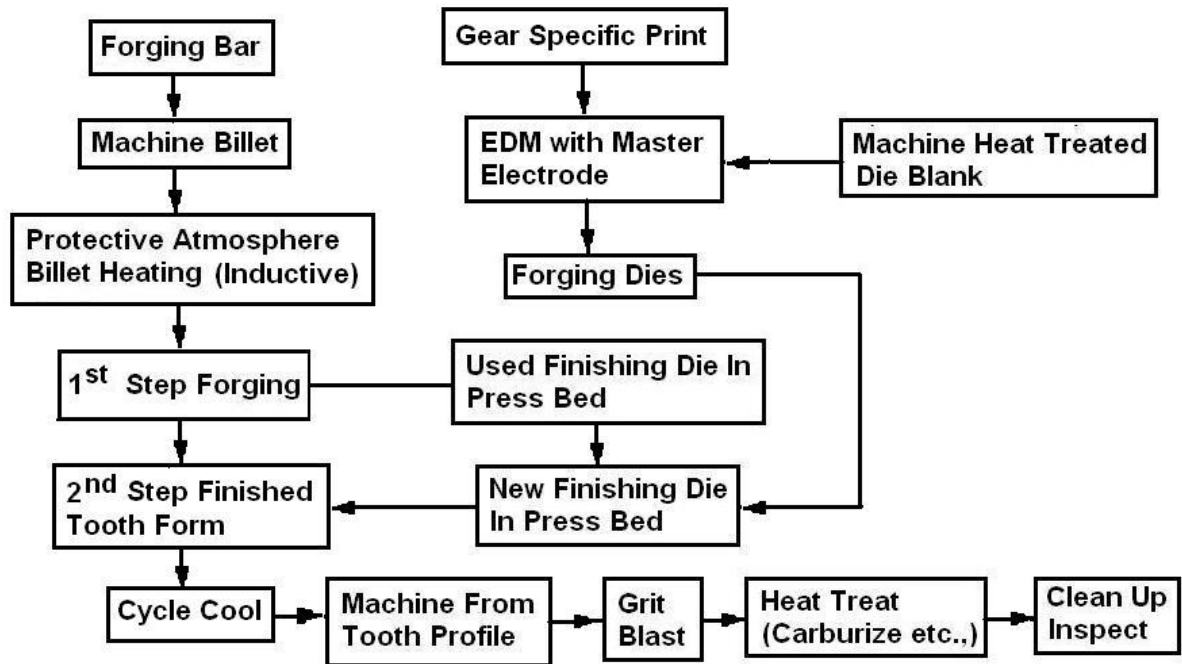 Forging Bar
Gear Specific Print
Machine Billet
EDM with Master
Electrode
Machine Heat Treated
Die Blank
Protective Atmosphere
Billet Heating (Inductive)
Forging Dies
1st Step Forging
Used Finishing Die In
Press Bed
2nd Step Finished
Tooth Form
New Finishing Die
In Press Bed
Cycle Cool
Machine From
Tooth Profile
Grit
Blast
Heat Treat
(Carburize etc.,)
Clean Up
Inspect